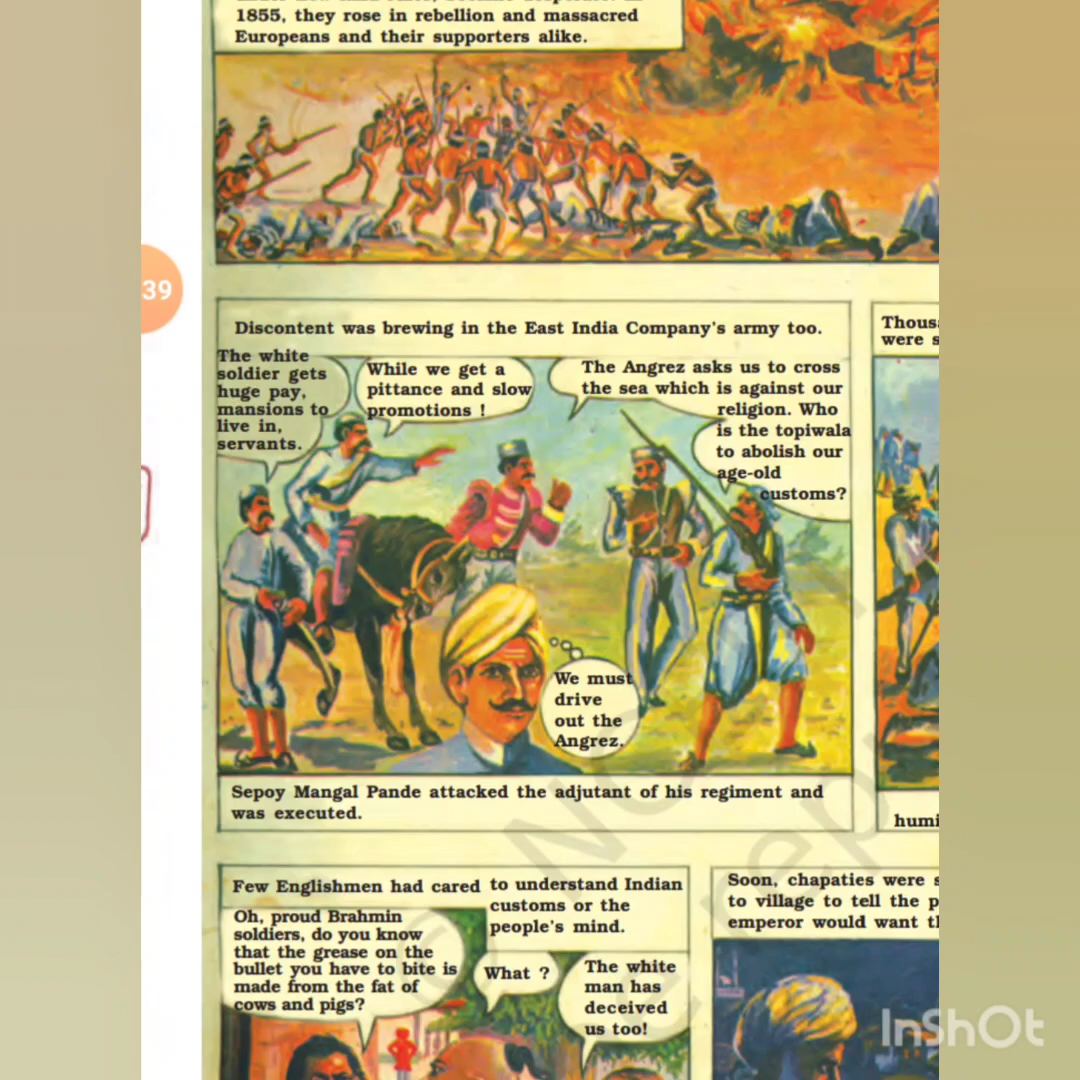 1855, they rose in rebellion and massacred
Europeans and their supporters alike.
39
Discontent was brewing in the East India Company's army too.
The white
soldier gets
huge pay,
mansions to
live in,
servants.
While we get a
pittance and slow
promotions !
The Angrez asks us to cross
the sea which is against our
religion. Who
is the topiwala
to abolish our
age-old
customs?
We must
drive
out the
Angrez.
Sepoy Mangal Pande attacked the adjutant of his regiment and
was executed.
were
Few Englishmen had cared to understand Indian
customs or the
people's mind.
Oh, proud Brahmin
soldiers, do you know
that the grease on the
bullet you have to bite is
made from the fat of
cows and pigs?
What ?
The white
man has
deceived
us too!
Soon, chapaties were
to village to tell the
emperor would want
InShOt